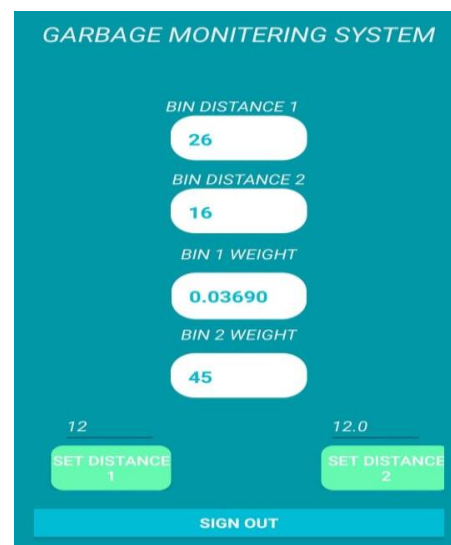 GARBAGE MONITERING SYSTEM
BIN DISTANCE 1
26
BIN DISTANCE 2
16
BIN 1 WEIGHT
0.03690
BIN 2 WEIGHT
45
12
12.0
SET DISTANCE
1
SET DISTANCE
2
SIGN OUT